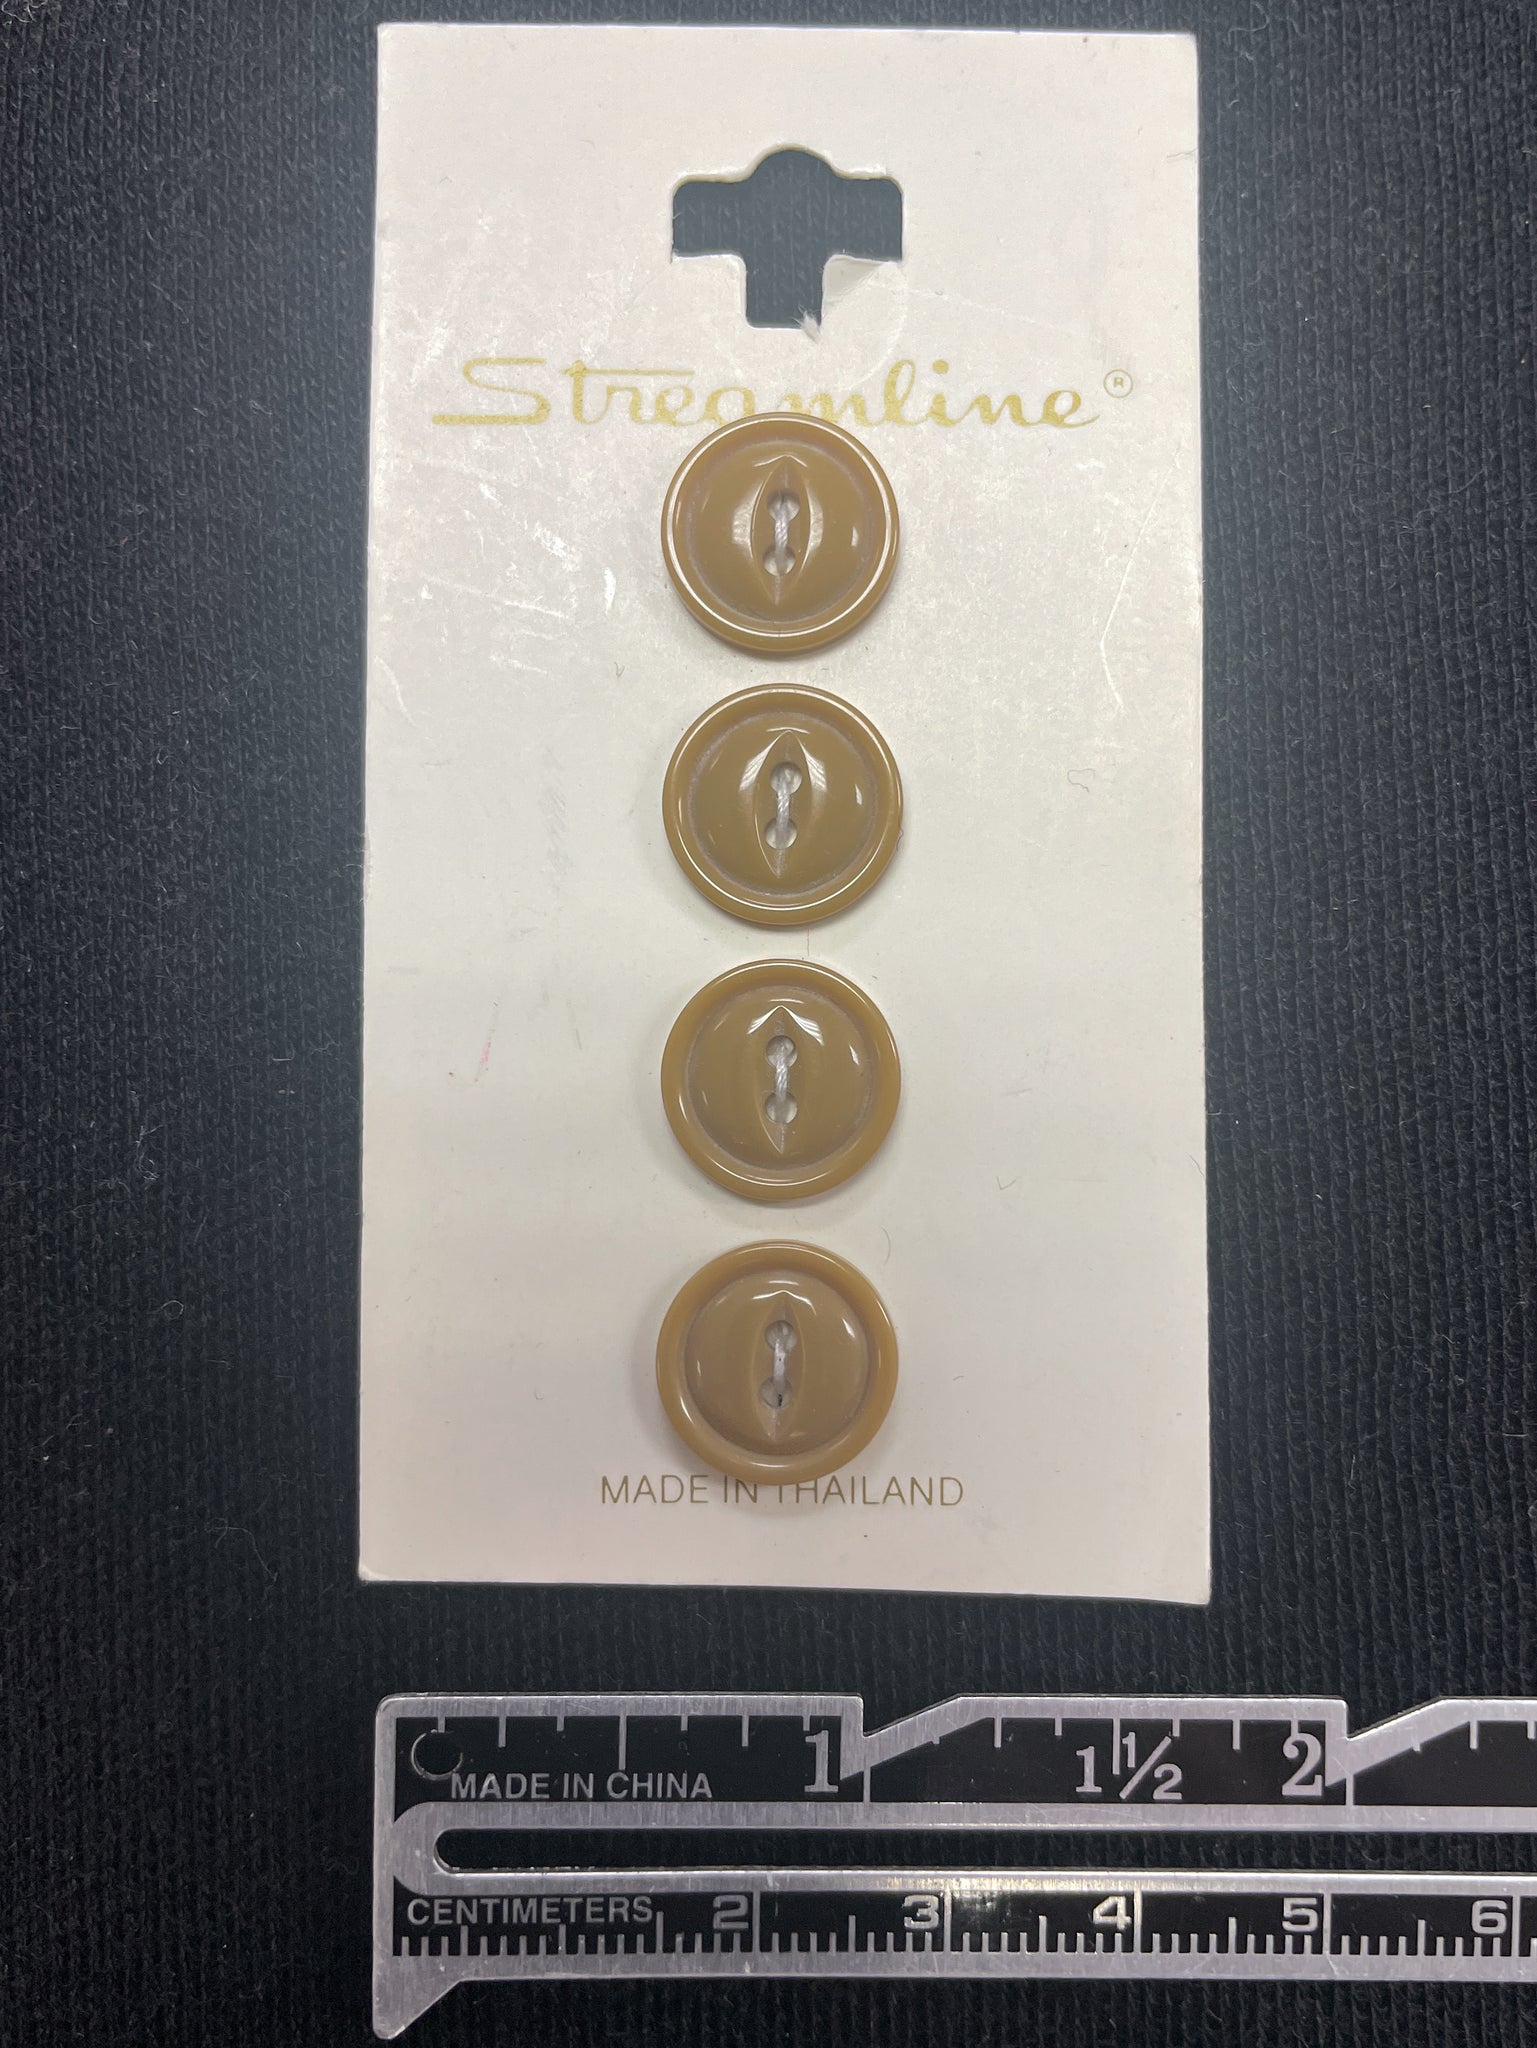 Streamline®
MADE IN THAILAND
1 1½ 2
MADE IN CHINA
CENTIMETERS 2 3 4 5 6